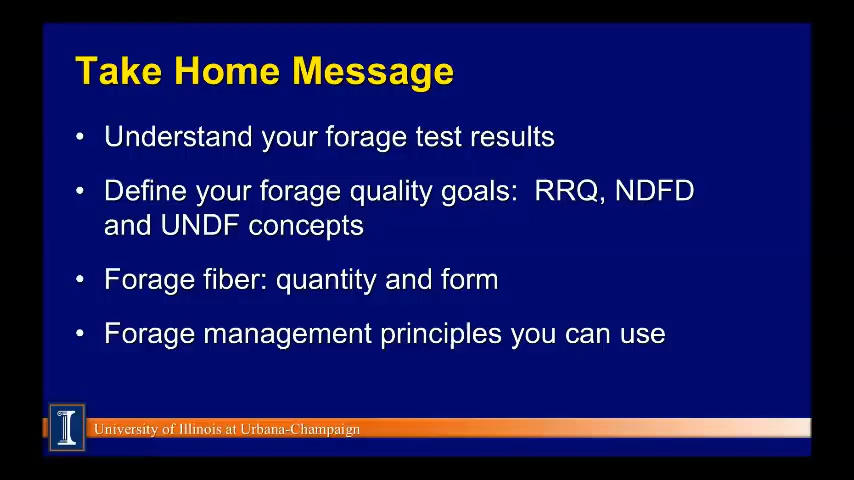 Take Home Message
• Understand your forage test results
• Define your forage quality goals:  RRQ, NDFD
and UNDF concepts
• Forage fiber: quantity and form
• Forage management principles you can use
I
University of Illinois at Urbana-Champaign